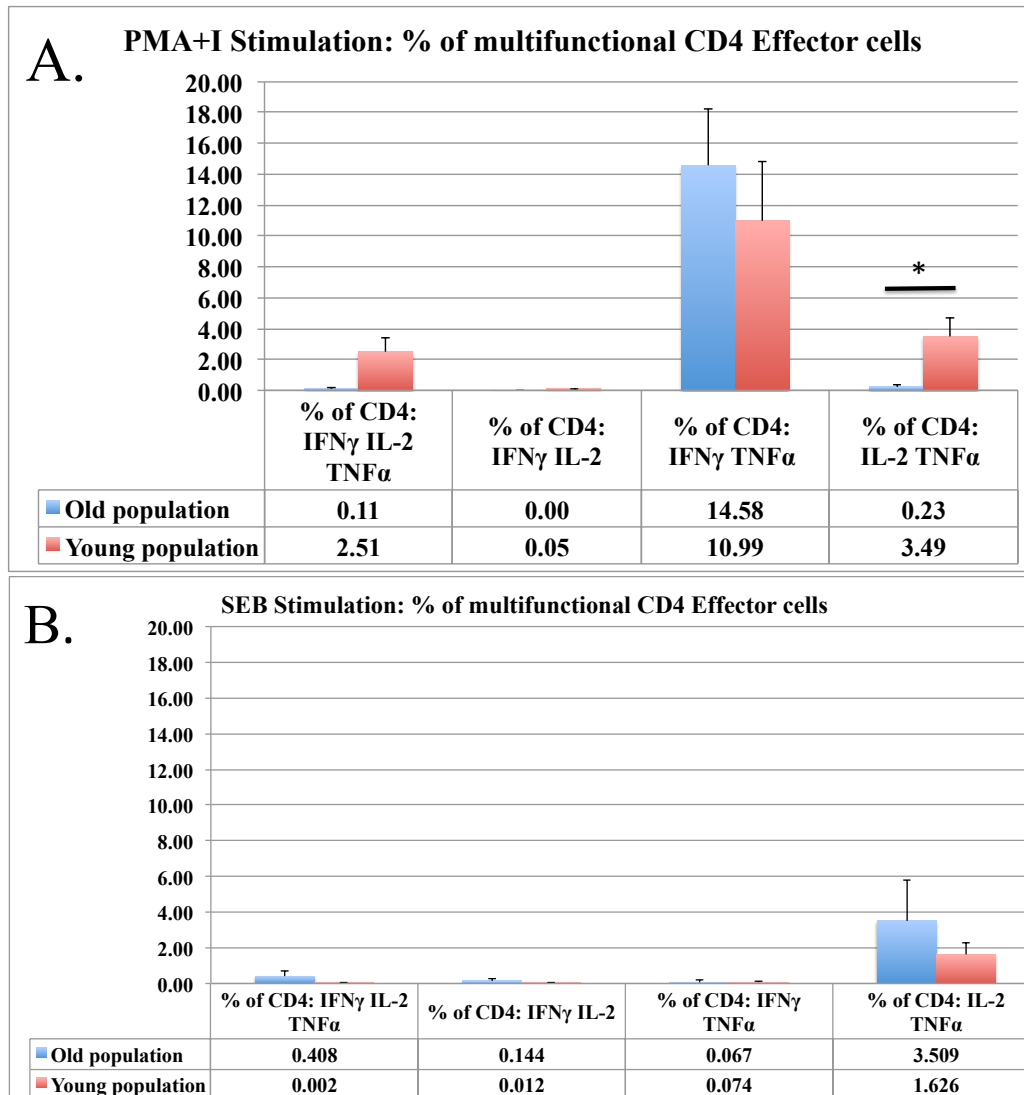 A.
PMA+I Stimulation: % of multifunctional CD4 Effector cells
20.00
18.00
16.00
14.00
12.00
10.00
8.00
6.00
4.00
2.00
0.00
*
% of CD4:
IFNγ IL-2
TNFα
% of CD4:
IFNγ IL-2
% of CD4:
IFNγ TNFα
% of CD4:
IL-2 TNFα
Old population 0.11 0.00 14.58 0.23
Young population 2.51 0.05 10.99 3.49
B.
SEB Stimulation: % of multifunctional CD4 Effector cells
20.00
18.00
16.00
14.00
12.00
10.00
8.00
6.00
4.00
2.00
0.00
% of CD4: IFNγ IL-2
TNFα
% of CD4: IFNγ IL-2
% of CD4: IFNγ
TNFα
% of CD4: IL-2
TNFα
Old population 0.408 0.144 0.067 3.509
Young population 0.002 0.012 0.074 1.626